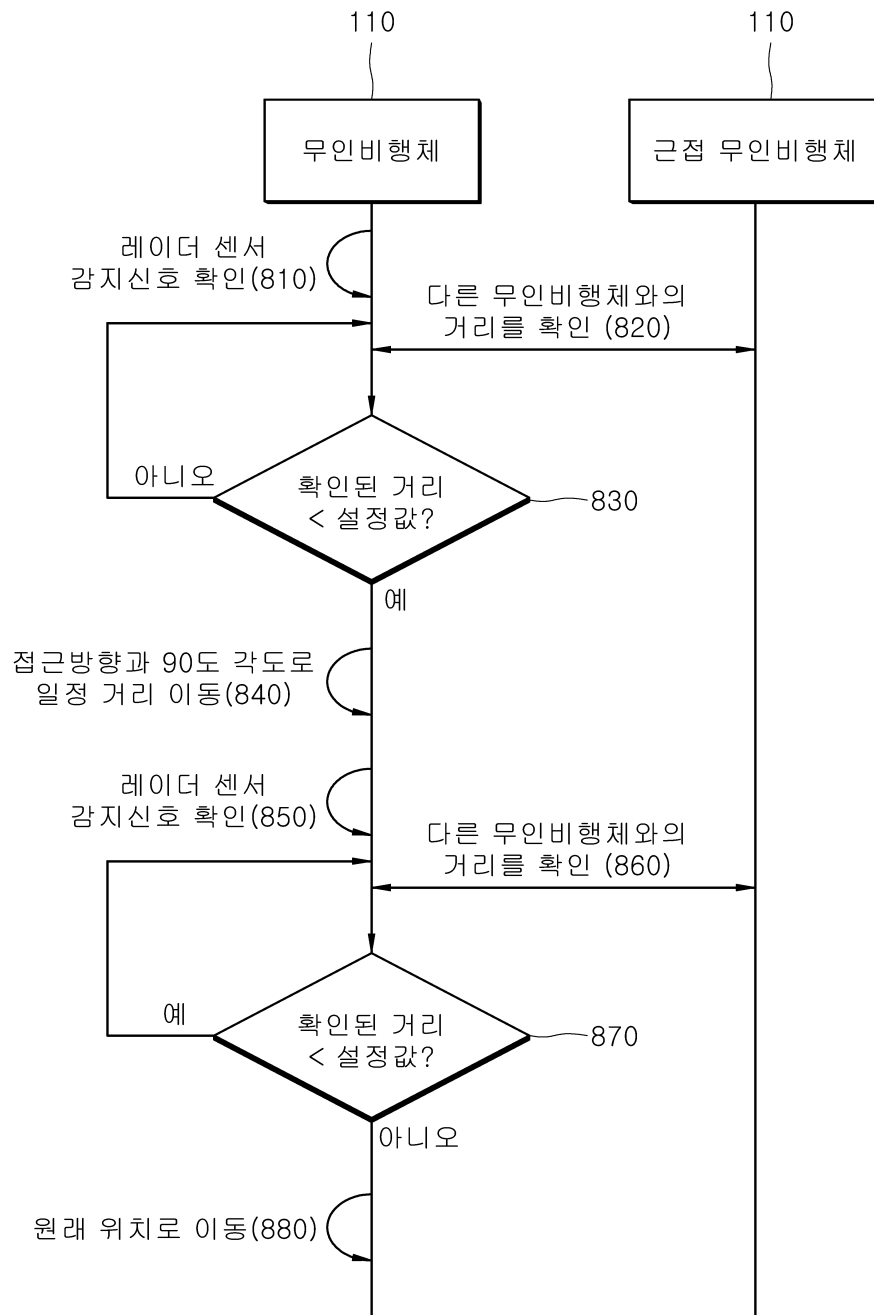 110
110
무인비행체
근접 무인비행체
레이더 센서
감지신호 확인(810)
다른 무인비행체와의
거리를 확인 (820)
아니오
확인된 거리
< 설정값?
830
예
접근방향과 90도 각도로
일정 거리 이동(840)
레이더 센서
감지신호 확인(850)
다른 무인비행체와의
거리를 확인 (860)
예
확인된 거리
< 설정값?
870
아니오
원래 위치로 이동(880)